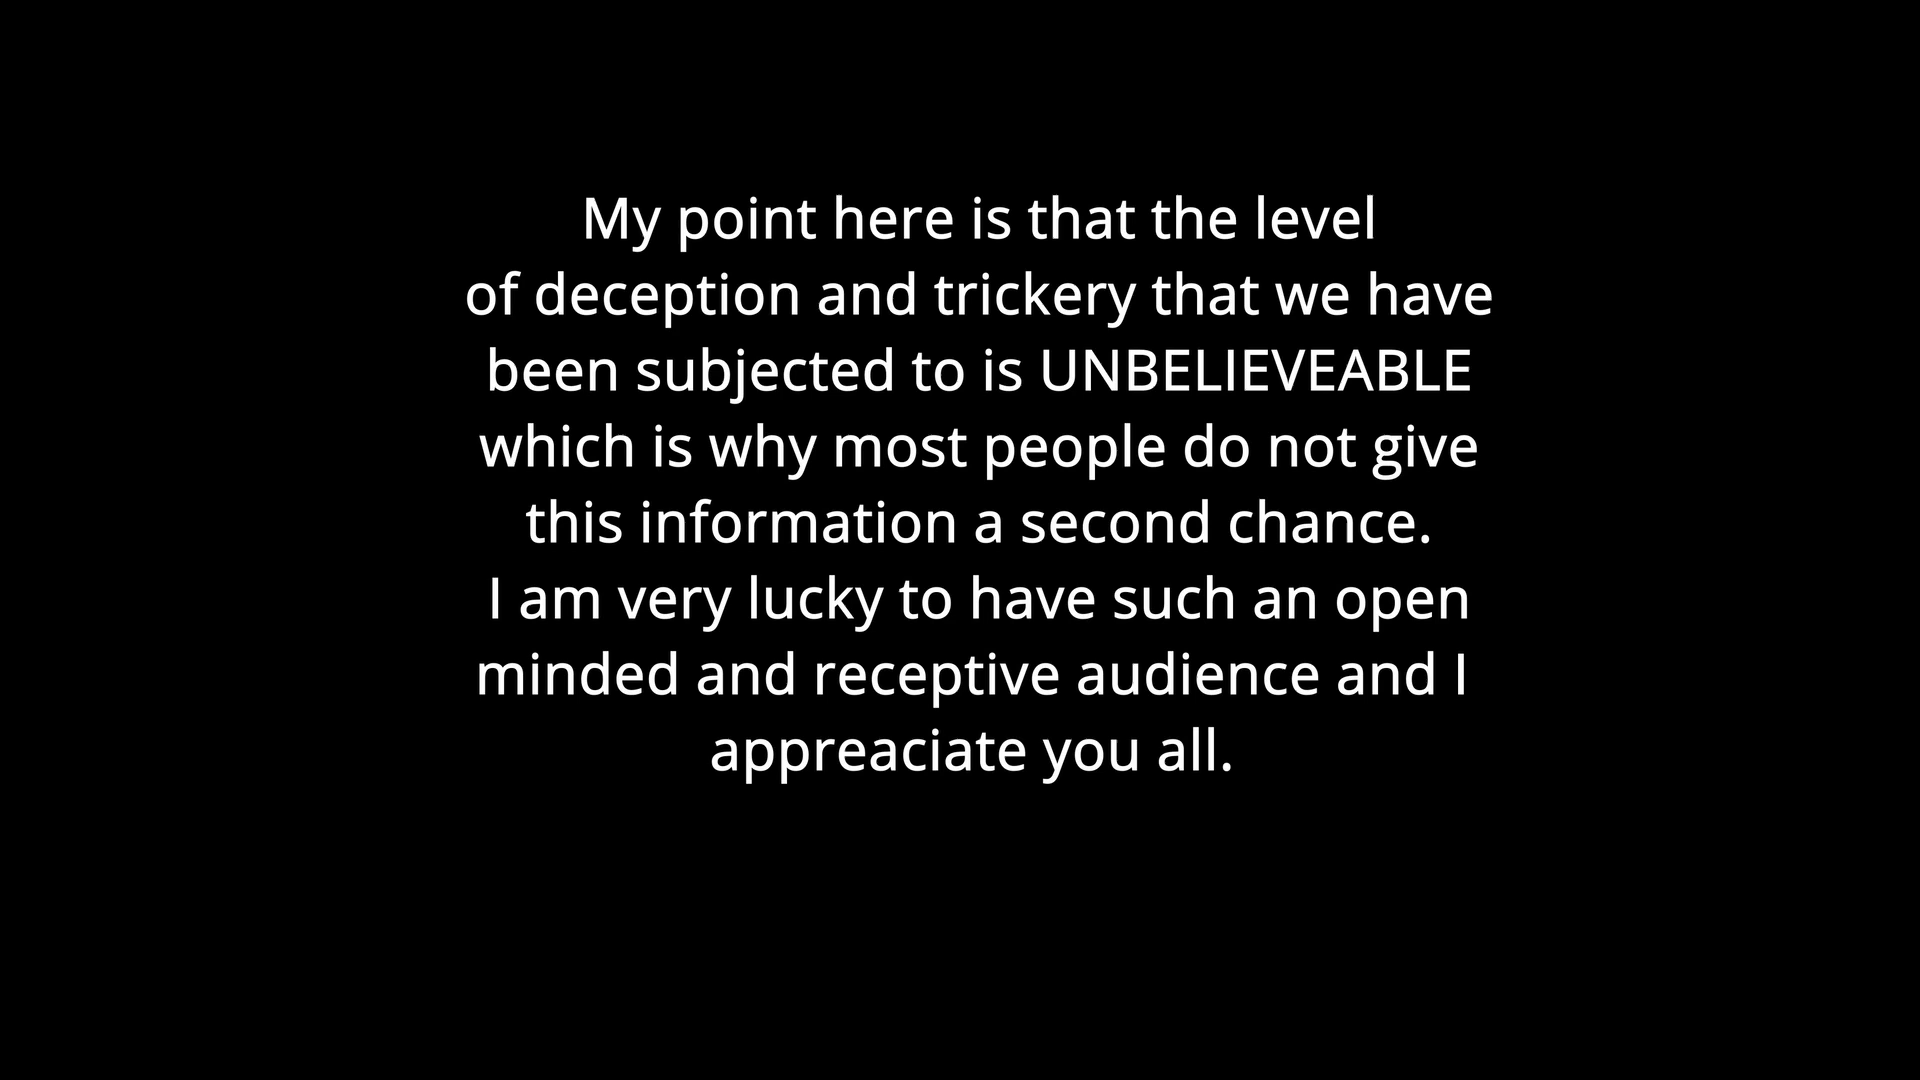 My point here is that the level
of deception and trickery that we have
been subjected to is UNBELIEVEABLE
which is why most people do not give
this information a second chance.
I am very lucky to have such an open
minded and receptive audience and I
appreaciate you all.